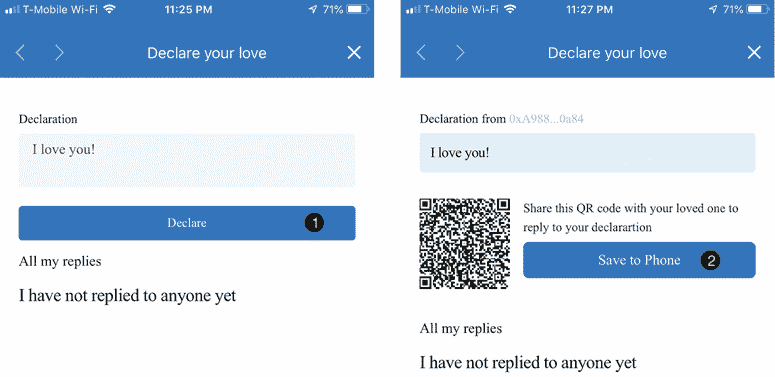 T-Mobile Wi-Fi 11:25 PM 71%
Declare your love
Declaration
I love you!
Declare 1
All my replies
I have not replied to anyone yet
T-Mobile Wi-Fi 11:27 PM 71%
Declare your love
Declaration from 0xA988...0a84
I love you!
Share this QR code with your loved one to
reply to your declarartion
Save to Phone 2
All my replies
I have not replied to anyone yet